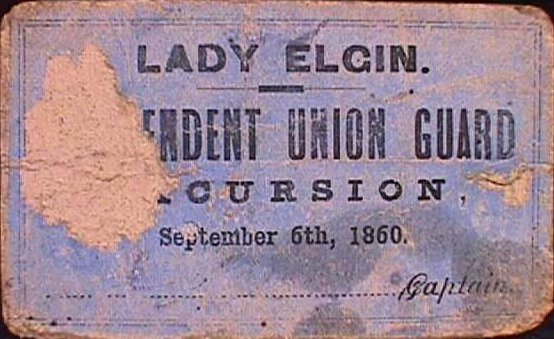 LADY ELGIN.
ENDENT UNION GUARD
CURSION,
September 6th, 1860.
Captain.